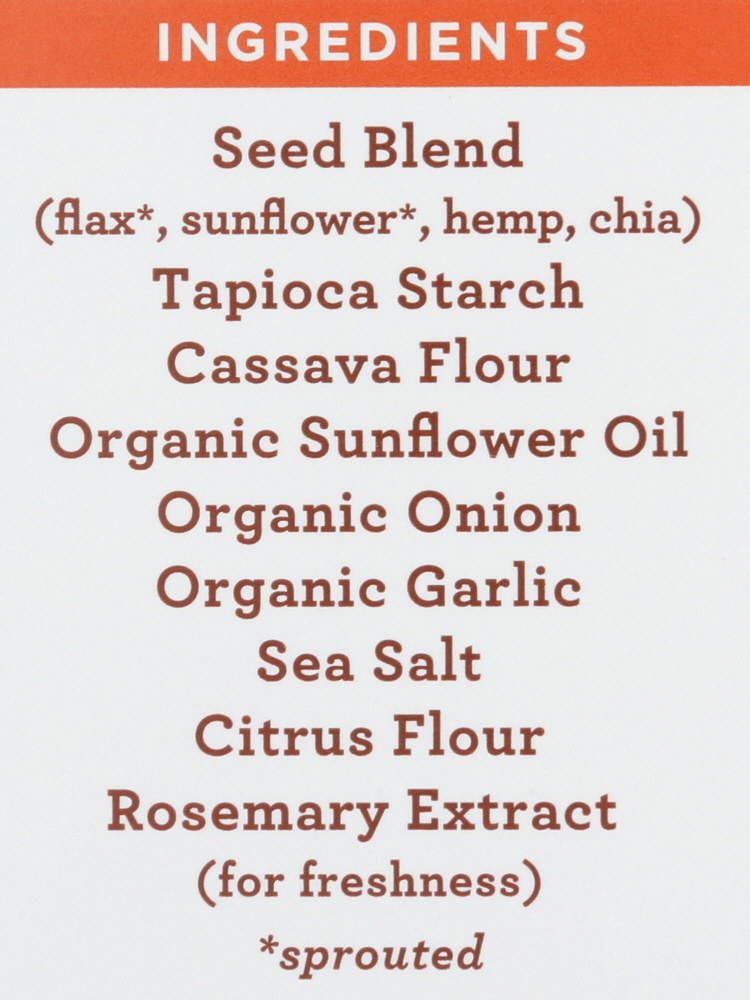 INGREDIENTS
Seed Blend
(flax*, sunflower*, hemp, chia)
Tapioca Starch
Cassava Flour
Organic Sunflower Oil
Organic Onion
Organic Garlic
Sea Salt
Citrus Flour
Rosemary Extract
(for freshness)
*sprouted